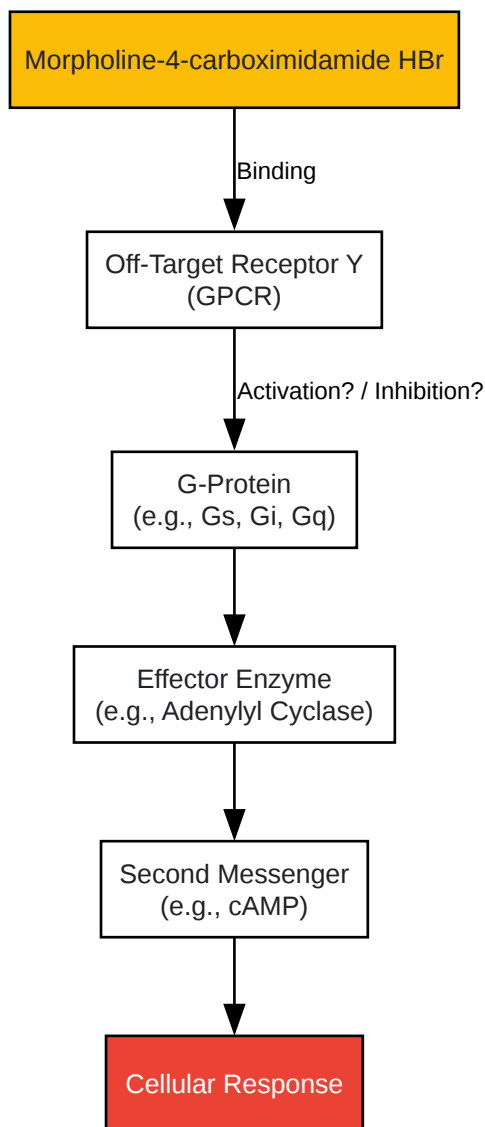 Morpholine-4-carboximidamide HBr
Binding
Off-Target Receptor Y
(GPCR)
Activation? / Inhibition?
G-Protein
(e.g., Gs, Gi, Gq)
Effector Enzyme
(e.g., Adenylyl Cyclase)
Second Messenger
(e.g., cAMP)
Cellular Response